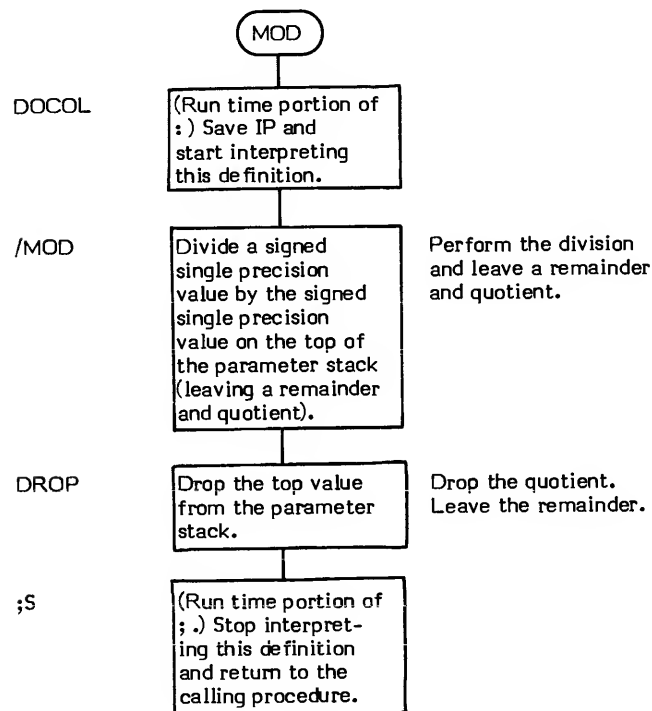 MOD
DOCOL
(Run time portion of
: ) Save IP and
start interpreting
this definition.
/MOD
Divide a signed
single precision
value by the signed
single precision
value on the top of
the parameter stack
(leaving a remainder
and quotient).
Perform the division
and leave a remainder
and quotient.
DROP
Drop the top value
from the parameter
stack.
Drop the quotient.
Leave the remainder.
;S
(Run time portion of
; .) Stop interpret-
ing this definition
and return to the
calling procedure.